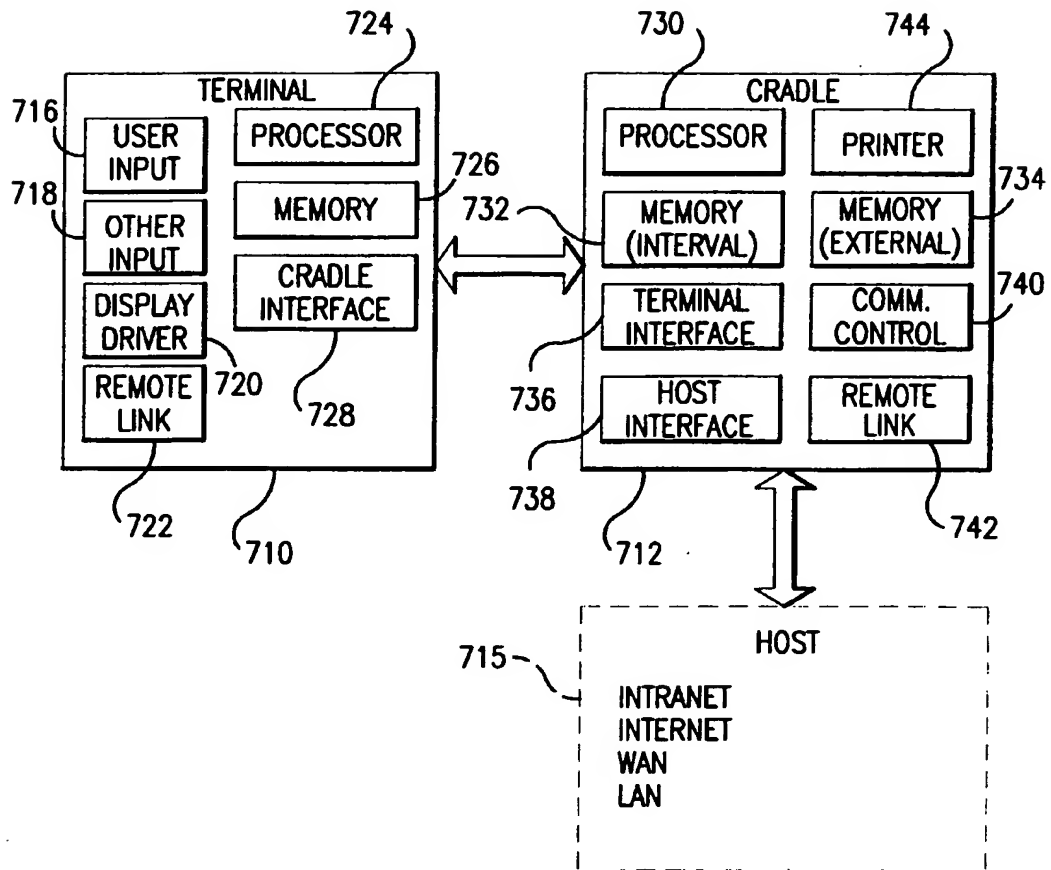 724
730
744
TERMINAL
716
USER
INPUT
PROCESSOR
718
OTHER
INPUT
MEMORY
726
DISPLAY
DRIVER
720
CRADLE
INTERFACE
728
REMOTE
LINK
722
710
CRADLE
PROCESSOR
PRINTER
732
MEMORY
(INTERVAL)
MEMORY
(EXTERNAL)
734
TERMINAL
INTERFACE
736
COMM.
CONTROL
740
HOST
INTERFACE
738
REMOTE
LINK
712
742
715
HOST
INTRANET
INTERNET
WAN
LAN